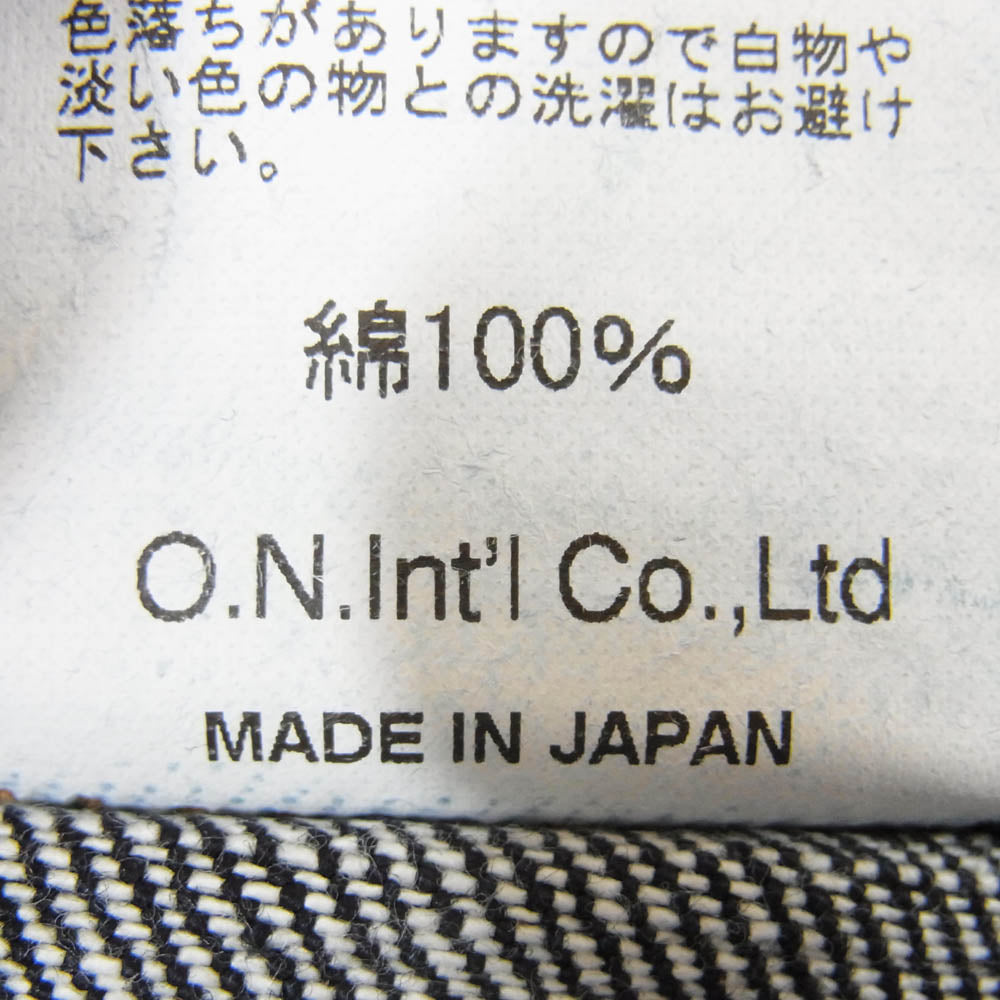 色落ちがありますので白物や
淡い色の物との洗濯はお避け
下さい。
綿100%
O.N.Int'l Co.,Ltd
MADE IN JAPAN